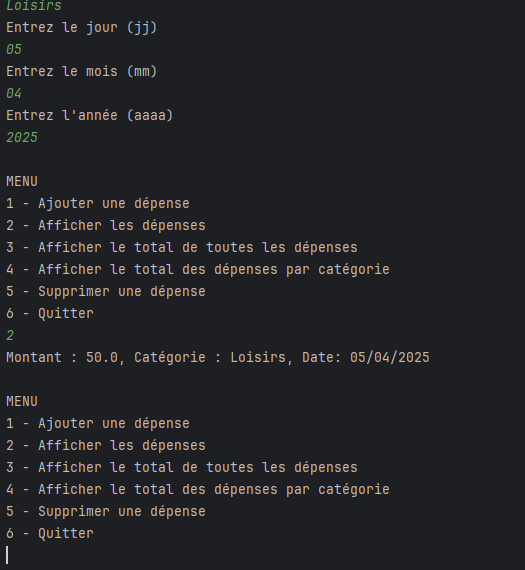 Loisirs
Entrez le jour (jj)
05
Entrez le mois (mm)
04
Entrez l'année (aaaa)
2025
MENU
1 - Ajouter une dépense
2 - Afficher les dépenses
3 - Afficher le total de toutes les dépenses
4 - Afficher le total des dépenses par catégorie
5 - Supprimer une dépense
6 - Quitter
2
Montant : 50.0, Catégorie : Loisirs, Date: 05/04/2025
MENU
1 - Ajouter une dépense
2 - Afficher les dépenses
3 - Afficher le total de toutes les dépenses
4 - Afficher le total des dépenses par catégorie
5 - Supprimer une dépense
6 - Quitter